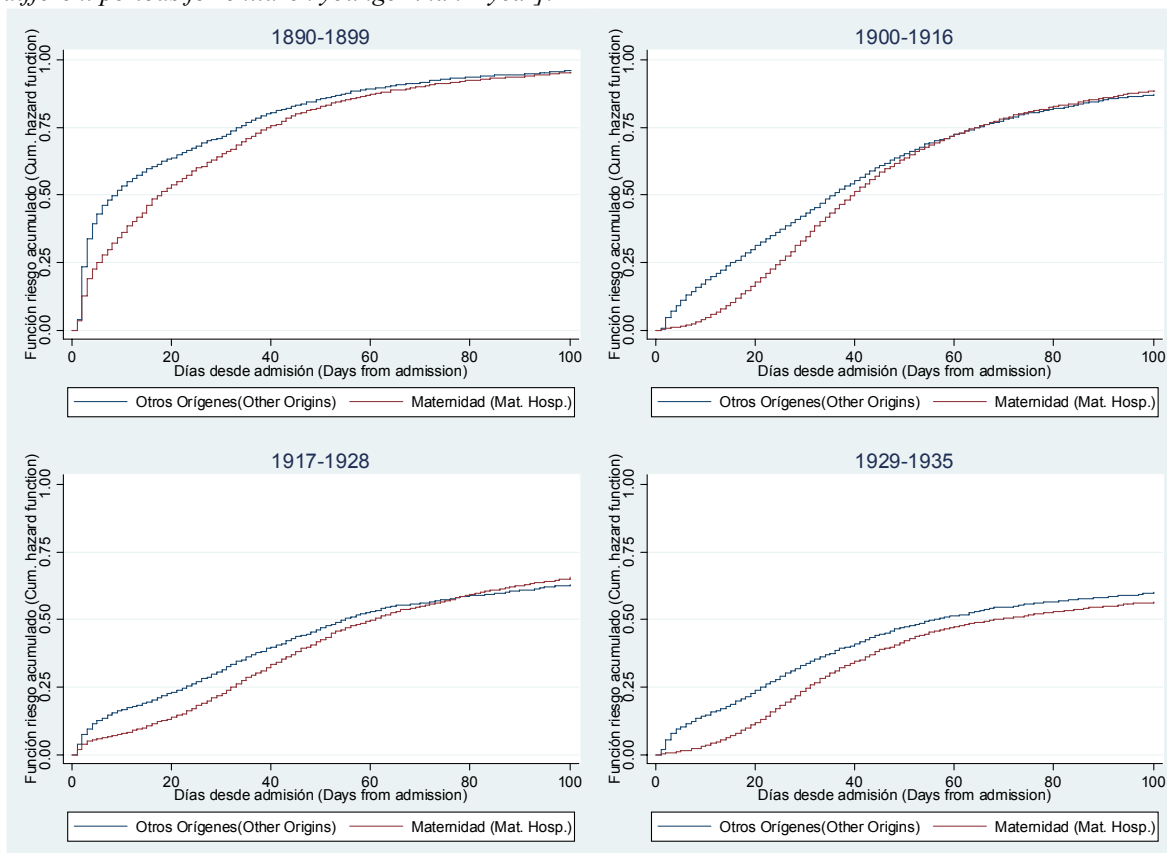 different periods for children younger than 1 year].
1890-1899
Función riesgo acumulado (Cum. hazard function)
1.00
0.75
0.50
0.25
0.00
0 20 40 60 80 100
Días desde admisión (Days from admission)
Otros Orígenes(Other Origins) Maternidad (Mat. Hosp.)
1900-1916
Función riesgo acumulado (Cum. hazard function)
1.00
0.75
0.50
0.25
0.00
0 20 40 60 80 100
Días desde admisión (Days from admission)
Otros Orígenes(Other Origins) Maternidad (Mat. Hosp.)
1917-1928
Función riesgo acumulado (Cum. hazard function)
1.00
0.75
0.50
0.25
0.00
0 20 40 60 80 100
Días desde admisión (Days from admission)
Otros Orígenes(Other Origins) Maternidad (Mat. Hosp.)
1929-1935
Función riesgo acumulado (Cum. hazard function)
1.00
0.75
0.50
0.25
0.00
0 20 40 60 80 100
Días desde admisión (Days from admission)
Otros Orígenes(Other Origins) Maternidad (Mat. Hosp.)